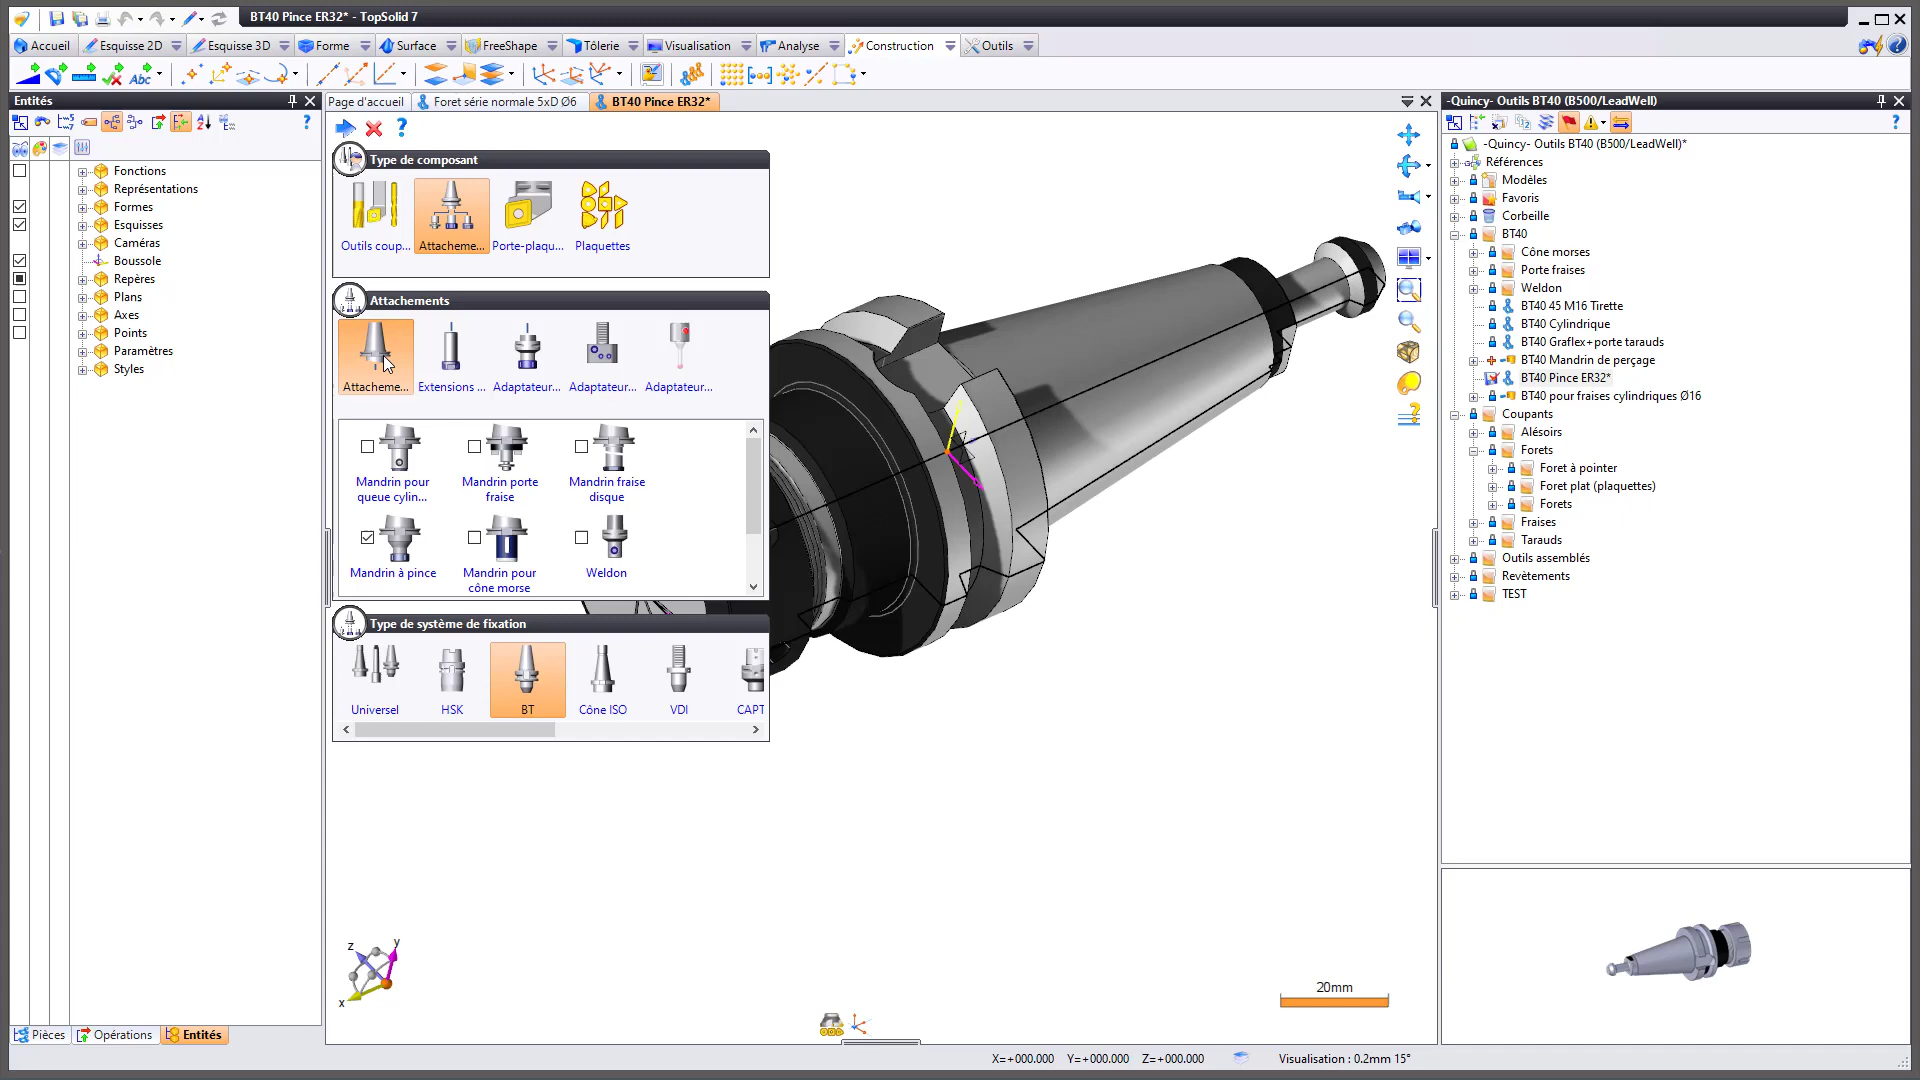 BT40 Pince ER32* - TopSolid 7
Accueil
Esquisse 2D
Esquisse 3D
Forme
Surface
FreeShape
Tôlerie
Visualisation
Analyse
Construction
Outils
Abc
Entités
Page d'accueil
Foret série normale 5xD Ø6
BT40 Pince ER32*
-Quincy- Outils BT40 (B500/LeadWell)
Fonctions
Représentations
Formes
Esquisses
Caméras
Boussole
Repères
Plans
Axes
Points
Paramètres
Styles
Type de composant
Outils coup...
Attacheme...
Porte-plaqu...
Plaquettes
Attachements
Attacheme...
Extensions ...
Adaptateur...
Adaptateur...
Adaptateur...
Mandrin pour queue cylin...
Mandrin porte fraise
Mandrin fraise disque
Mandrin à pince
Mandrin pour cône morse
Weldon
Type de système de fixation
Universel
HSK
BT
Cône ISO
VDI
CAPT
-Quincy- Outils BT40 (B500/LeadWell)*
Références
Modèles
Favoris
Corbeille
BT40
Cône morses
Porte fraises
Weldon
BT40 45 M16 Tirette
BT40 Cylindrique
BT40 Graflex+porte tarauds
BT40 Mandrin de perçage
BT40 Pince ER32*
BT40 pour fraises cylindriques Ø16
Coupants
Alésoirs
Forets
Foret à pointer
Foret plat (plaquettes)
Forets
Fraises
Tarauds
Outils assemblés
Revètements
TEST
z
y
x
20mm
Pièces
Opérations
Entités
X=+000.000
Y=+000.000
Z=+000.000
Visualisation : 0.2mm 15°